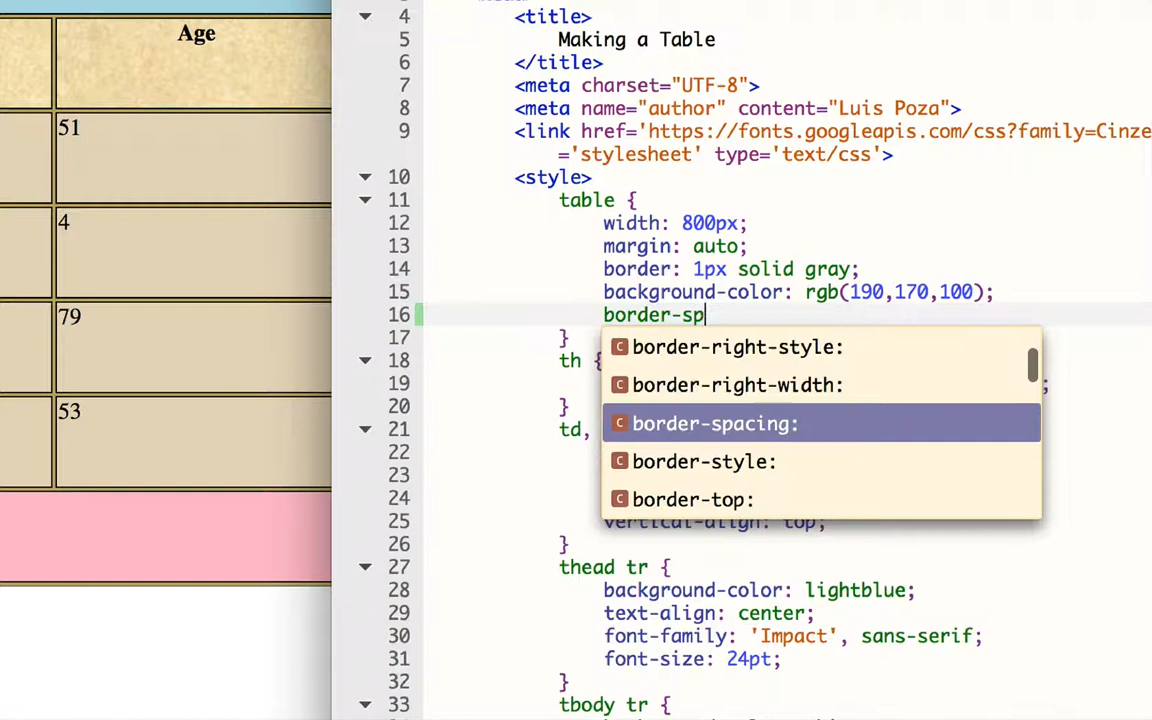 Age
51
4
79
53
4 <title>
5 Making a Table
6 </title>
7 <meta charset="UTF-8">
8 <meta name="author" content="Luis Poza">
9 <link href='https://fonts.googleapis.com/css?family=Cinze
='stylesheet' type='text/css'>
10 <style>
11 table {
12 width: 800px;
13 margin: auto;
14 border: 1px solid gray;
15 background-color: rgb(190,170,100);
16 border-sp
17 }
18 th {
border-right-style:
border-right-width:
border-spacing:
border-style:
border-top:
19 ;
20 }
21 td,
22
23
24
25 vertical-align: top;
26 }
27 thead tr {
28 background-color: lightblue;
29 text-align: center;
30 font-family: 'Impact', sans-serif;
31 font-size: 24pt;
32 }
33 tbody tr {